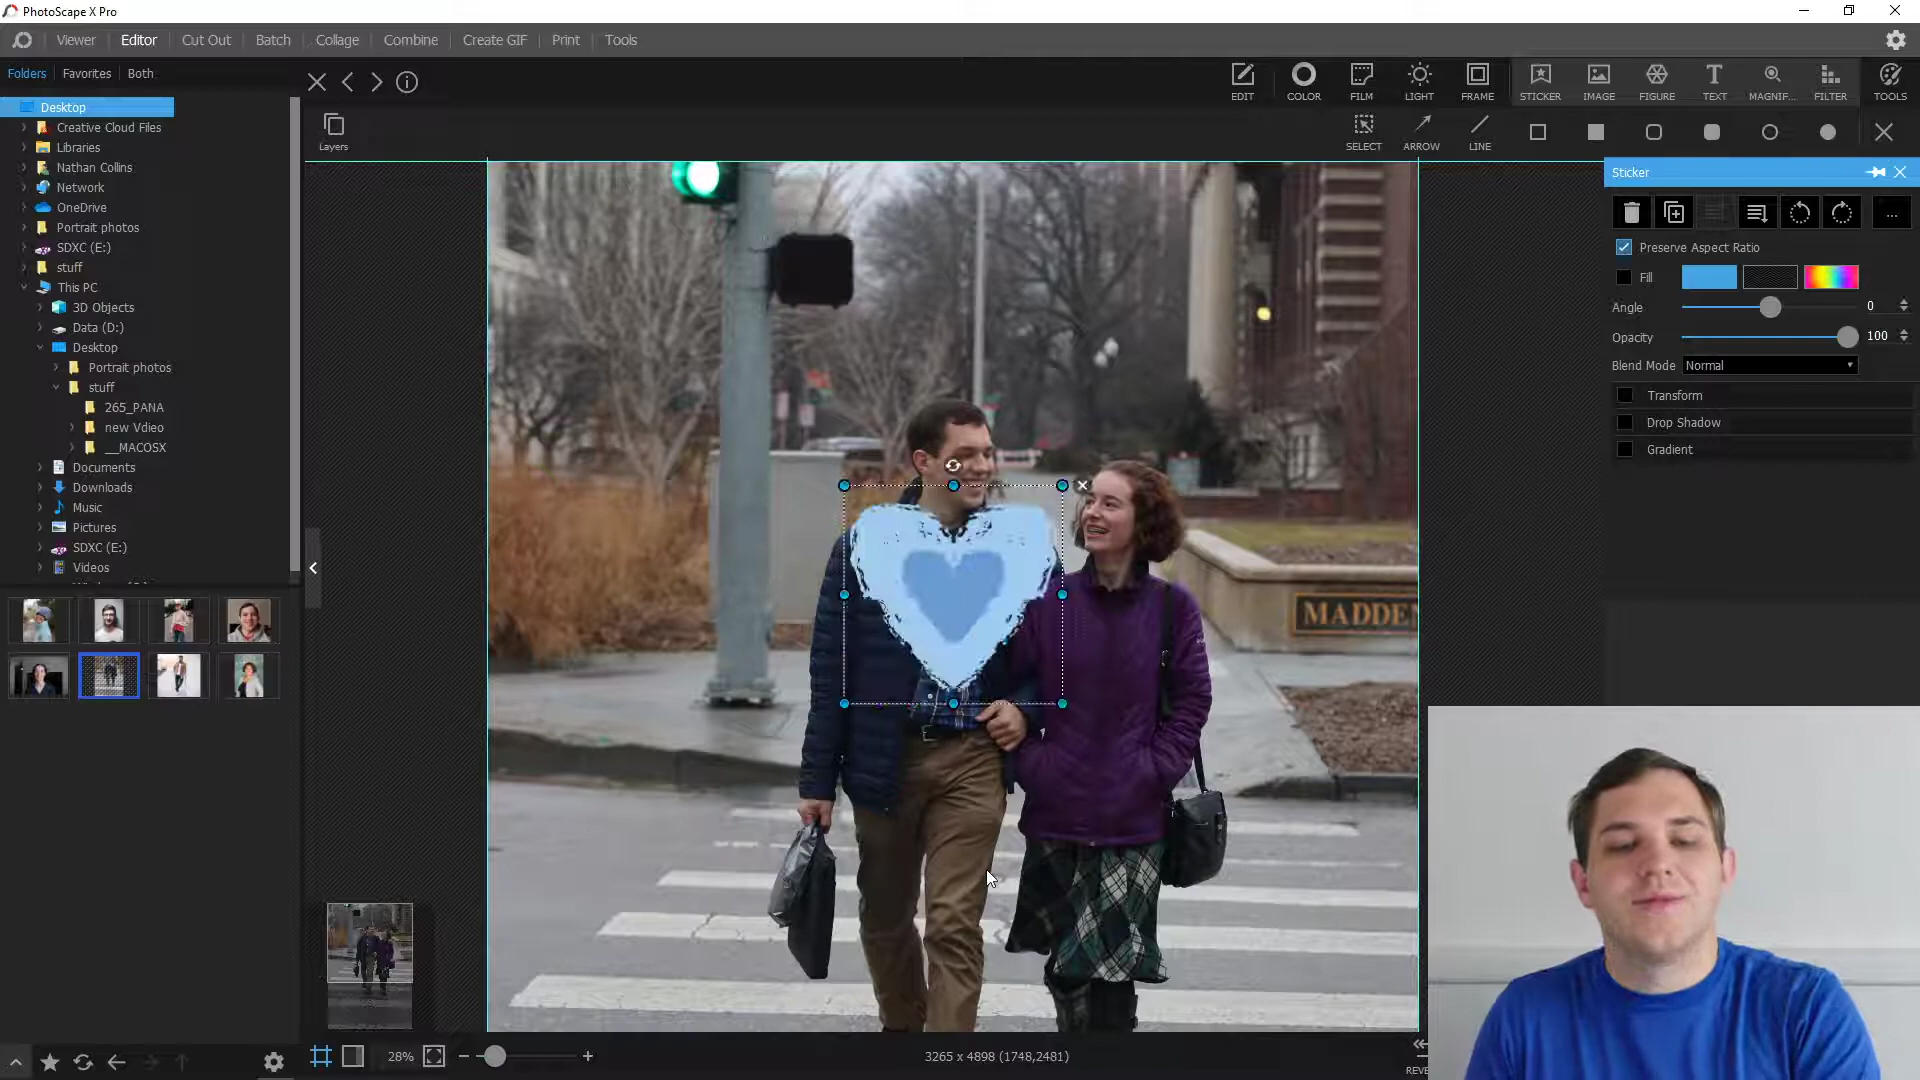 PhotoScape X Pro
Viewer Editor Cut Out Batch Collage Combine Create GIF Print Tools
Folders Favorites Both
EDIT COLOR FILM LIGHT FRAME STICKER IMAGE FIGURE TEXT MAGNIF... FILTER TOOLS
Layers
SELECT ARROW LINE
Desktop
Creative Cloud Files
Libraries
Nathan Collins
Network
OneDrive
Portrait photos
SDXC (E:)
stuff
This PC
3D Objects
Data (D:)
Desktop
Portrait photos
stuff
265_PANA
new Vdieo
__MACOSX
Documents
Downloads
Music
Pictures
SDXC (E:)
Videos
Sticker
...
Preserve Aspect Ratio
Fill
Angle 0
Opacity 100
Blend Mode Normal
Transform
Drop Shadow
Gradient
MADDEN
28%
3265 x 4898 (1748,2481)
REVE